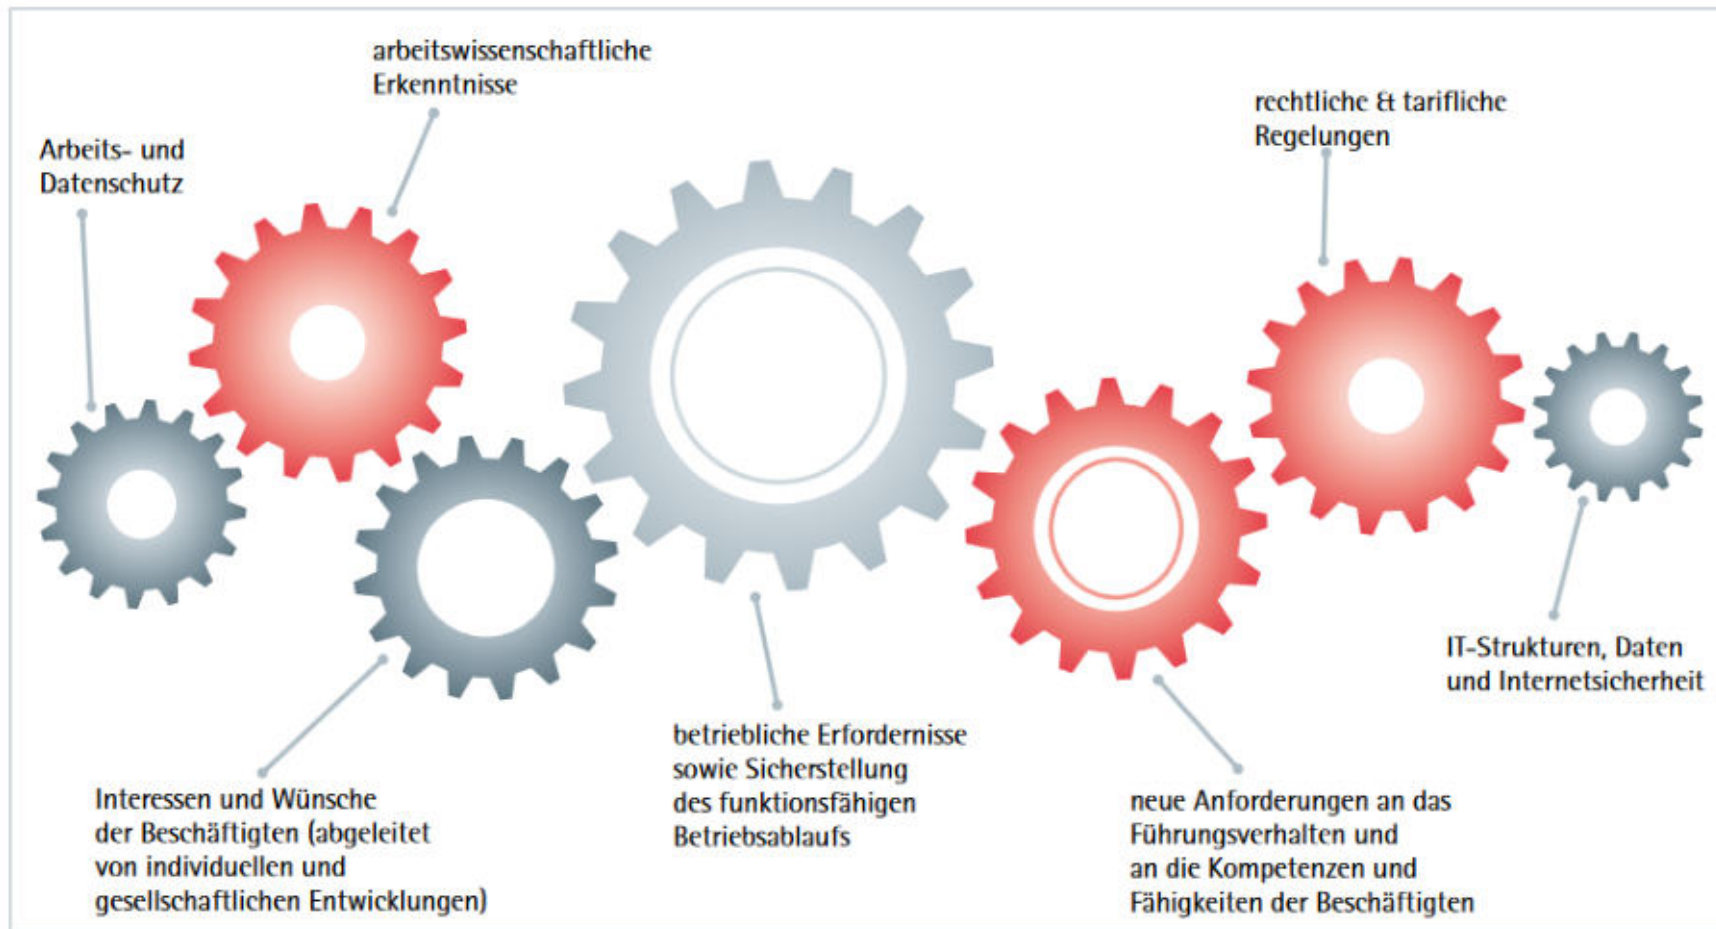 arbeitswissenschaftliche
Erkenntnisse
rechtliche & tarifliche
Regelungen
Arbeits- und
Datenschutz
IT-Strukturen, Daten
und Internetsicherheit
betriebliche Erfordernisse
sowie Sicherstellung
des funktionsfähigen
Betriebsablaufs
Interessen und Wünsche
der Beschäftigten (abgeleitet
von individuellen und
gesellschaftlichen Entwicklungen)
neue Anforderungen an das
Führungsverhalten und
an die Kompetenzen und
Fähigkeiten der Beschäftigten